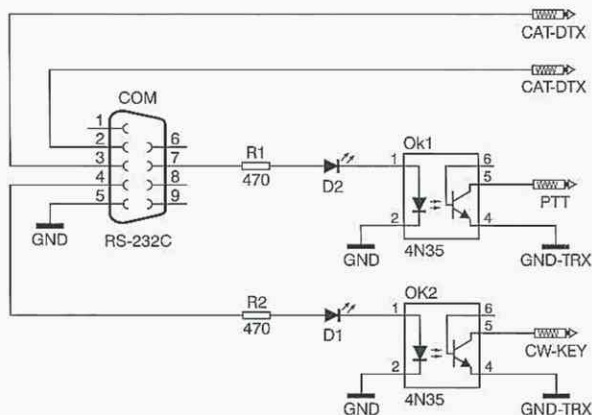 CAT-DTX
CAT-DTX
COM
1
2
3
4
5
6
7
8
9
GND
RS-232C
R1
470
D2
Ok1
1
2
6
5
4
4N35
GND
PTT
GND-TRX
R2
470
D1
OK2
1
2
6
5
4
4N35
GND
CW-KEY
GND-TRX